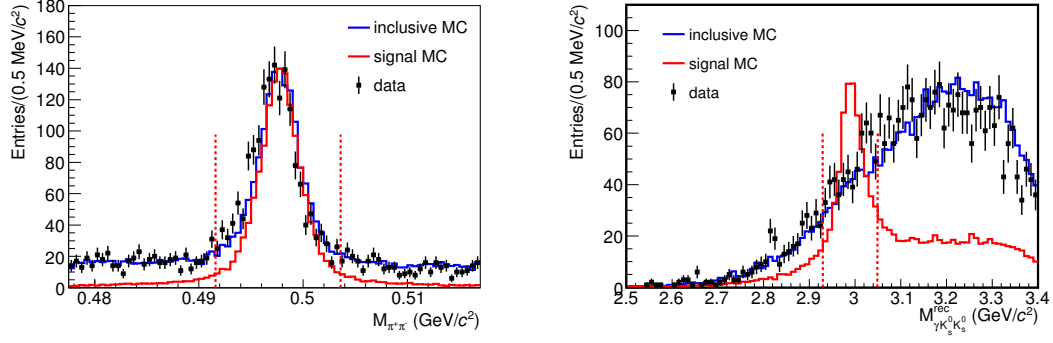 Entries//(0.5 MeV/c²)
180
160
140
120
100
80
60
40
20
0
inclusive MC
signal MC
data
0.48 0.49 0.5 0.51
M_{π⁺π⁻} (GeV/c²)
Entries//(0.5 MeV/c²)
100
80
60
40
20
0
inclusive MC
signal MC
data
2.5 2.6 2.7 2.8 2.9 3 3.1 3.2 3.3 3.4
M^{rec}_{γK_s^0K_s^0} (GeV/c²)